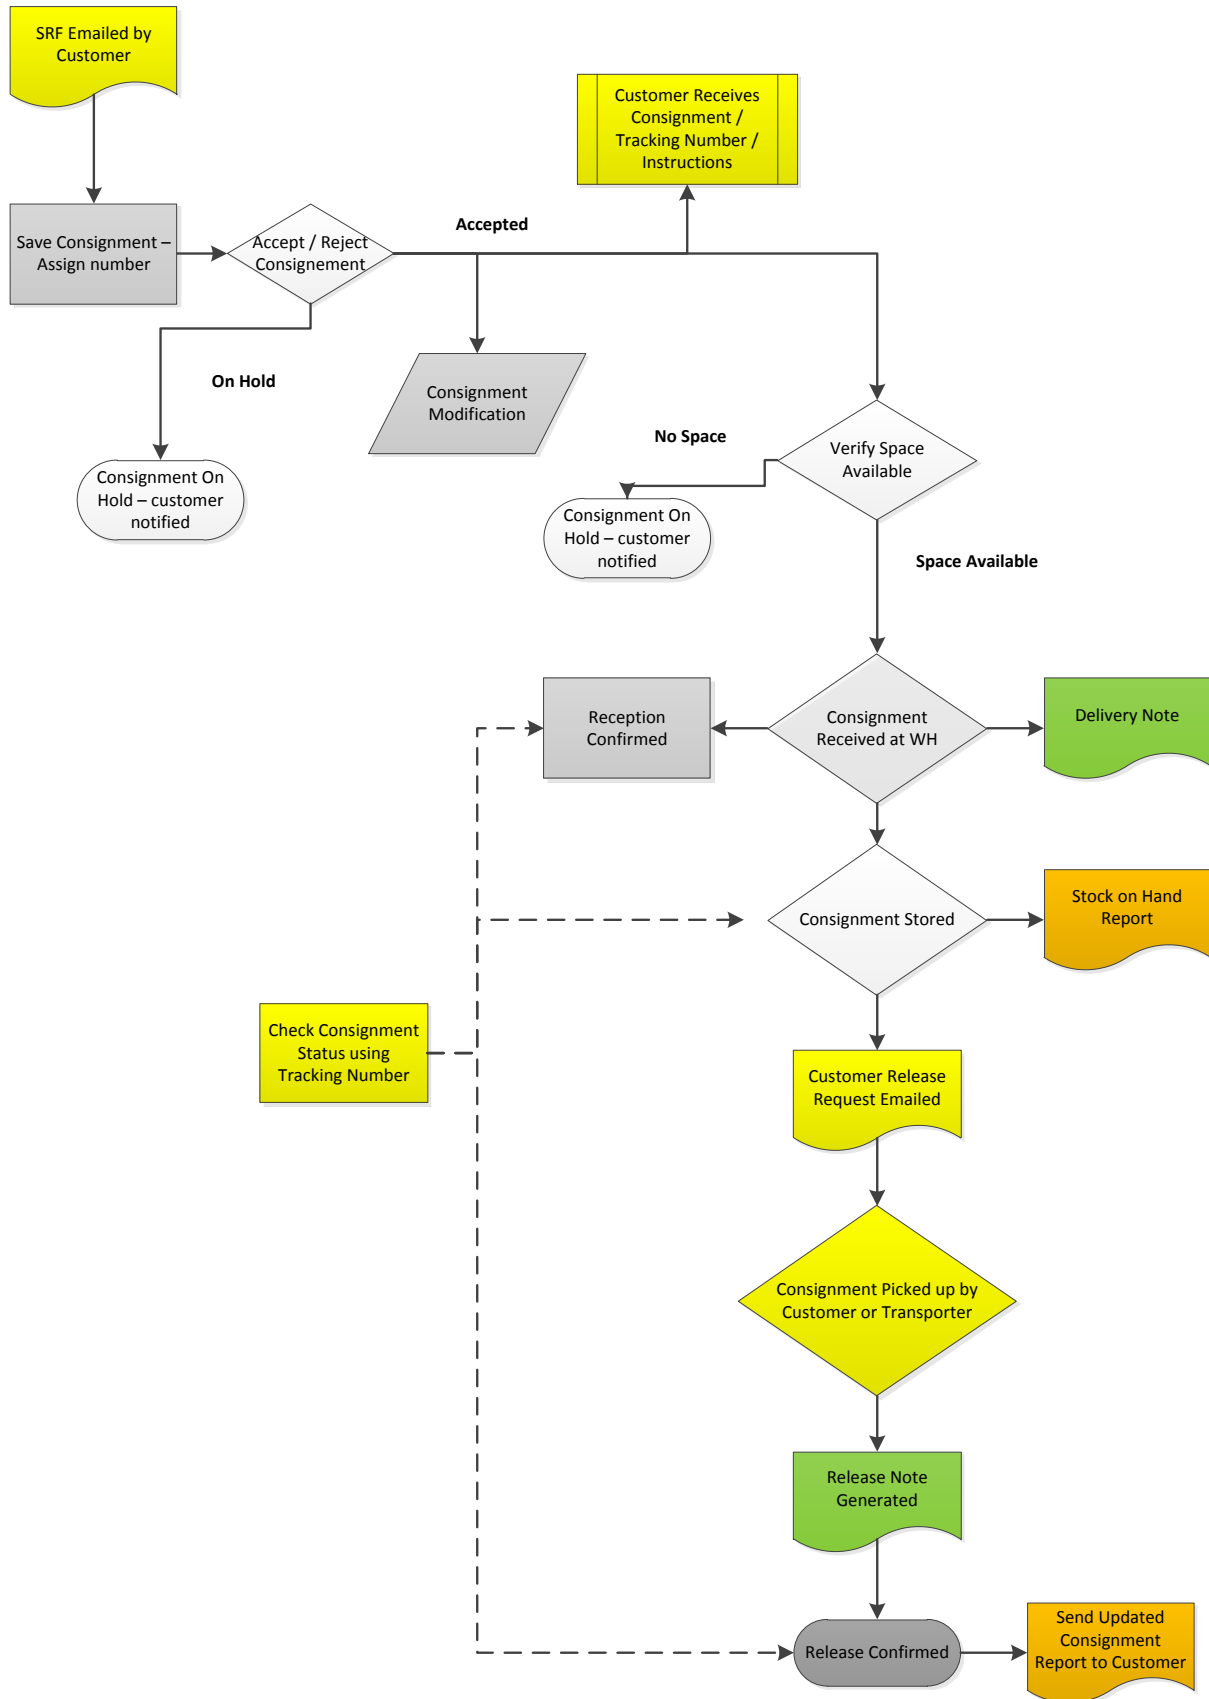 SRF Emailed by
Customer
Customer Receives
Consignment /
Tracking Number /
Instructions
Save Consignment –
Assign number
Accept / Reject
Consignement
Accepted
On Hold
Consignment
Modification
No Space
Verify Space
Available
Consignment On
Hold – customer
notified
Consignment On
Hold – customer
notified
Space Available
Reception
Confirmed
Consignment
Received at WH
Delivery Note
Consignment Stored
Stock on Hand
Report
Check Consignment
Status using
Tracking Number
Customer Release
Request Emailed
Consignment Picked up by
Customer or Transporter
Release Note
Generated
Release Confirmed
Send Updated
Consignment
Report to Customer